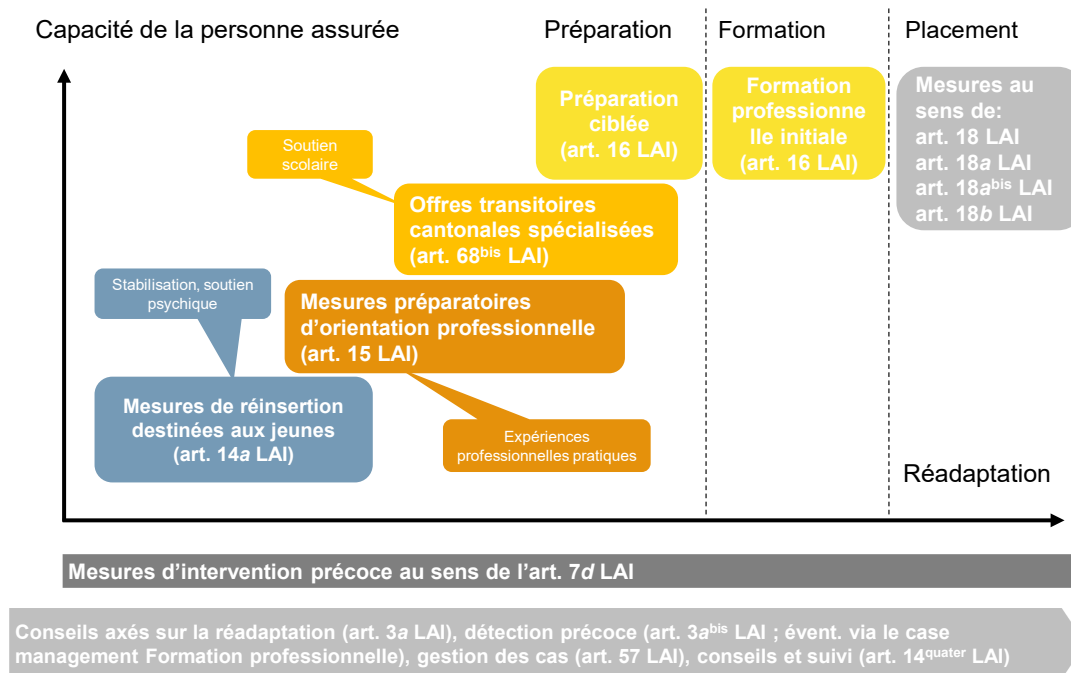 Capacité de la personne assurée
Préparation
Formation
Placement
Préparation
ciblée
(art. 16 LAI)
Formation
professionne
lle initiale
(art. 16 LAI)
Mesures au
sens de:
art. 18 LAI
art. 18a LAI
art. 18aᵇⁱˢ LAI
art. 18b LAI
Soutien
scolaire
Offres transitoires
cantonales spécialisées
(art. 68ᵇⁱˢ LAI)
Stabilisation, soutien
psychique
Mesures préparatoires
d’orientation professionnelle
(art. 15 LAI)
Mesures de réinsertion
destinées aux jeunes
(art. 14a LAI)
Expériences
professionnelles pratiques
Réadaptation
Mesures d’intervention précoce au sens de l’art. 7d LAI
Conseils axés sur la réadaptation (art. 3a LAI), détection précoce (art. 3aᵇⁱˢ LAI ; évent. via le case
management Formation professionnelle), gestion des cas (art. 57 LAI), conseils et suivi (art. 14quater LAI)